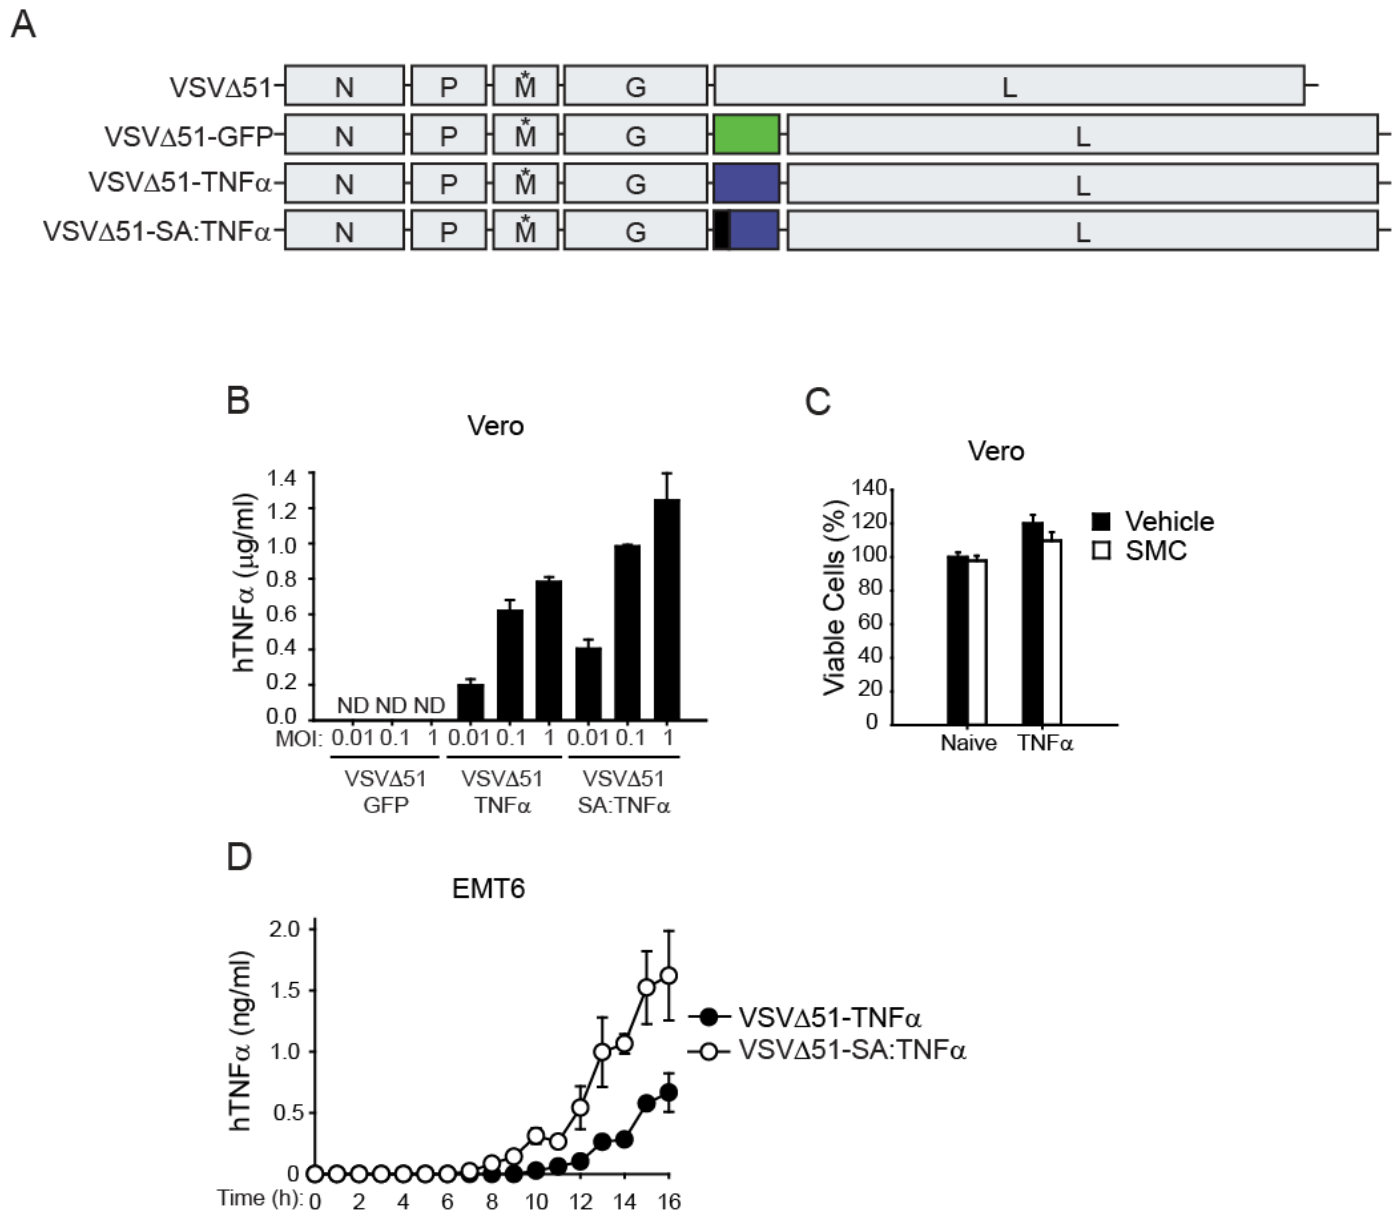 A
VSVΔ51 N P M* G L
VSVΔ51-GFP N P M* G L
VSVΔ51-TNFα N P M* G L
VSVΔ51-SA:TNFα N P M* G L
B
Vero
hTNFα (μg/ml)
1.4
1.2
1.0
0.8
0.6
0.4
0.2
0.0
ND ND ND
MOI: 0.01 0.1 1 0.01 0.1 1 0.01 0.1 1
VSVΔ51 VSVΔ51 VSVΔ51
GFP TNFα SA:TNFα
C
Vero
Viable Cells (%)
140
120
100
80
60
40
20
0
Naive TNFα
Vehicle
SMC
D
EMT6
hTNFα (ng/ml)
2.0
1.5
1.0
0.5
0
Time (h): 0 2 4 6 8 10 12 14 16
VSVΔ51-TNFα
VSVΔ51-SA:TNFα